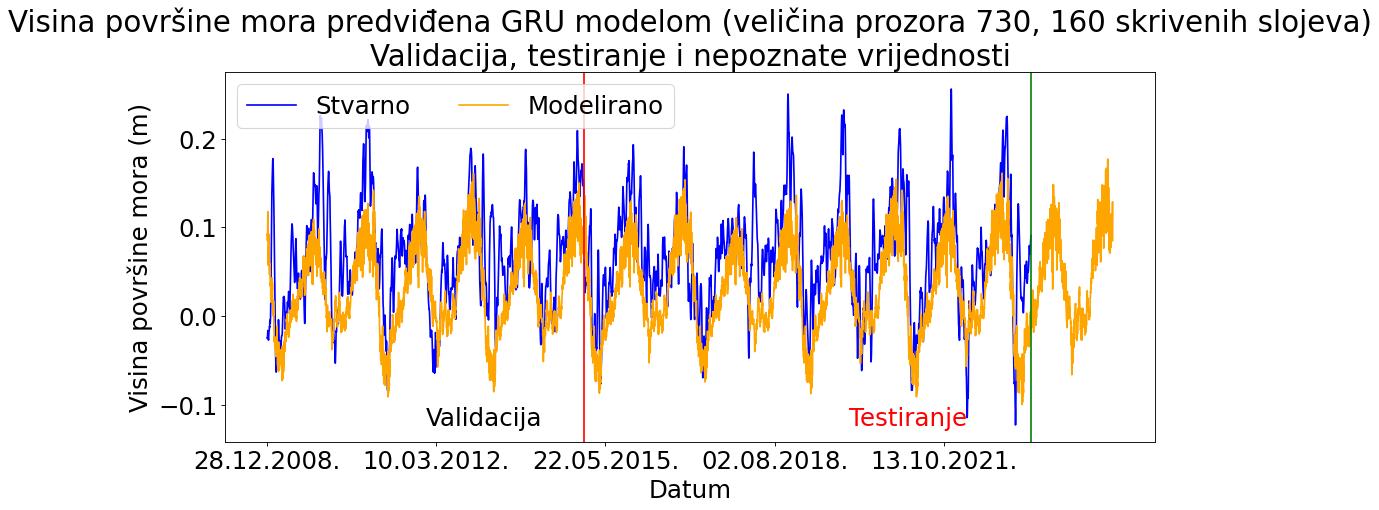 Visina površine mora predviđena GRU modelom (veličina prozora 730, 160 skrivenih slojeva)
Validacija, testiranje i nepoznate vrijednosti
Stvarno
Modelirano
Visina površine mora (m)
0.2
0.1
0.0
−0.1
Validacija
Testiranje
28.12.2008.
10.03.2012.
22.05.2015.
02.08.2018.
13.10.2021.
Datum